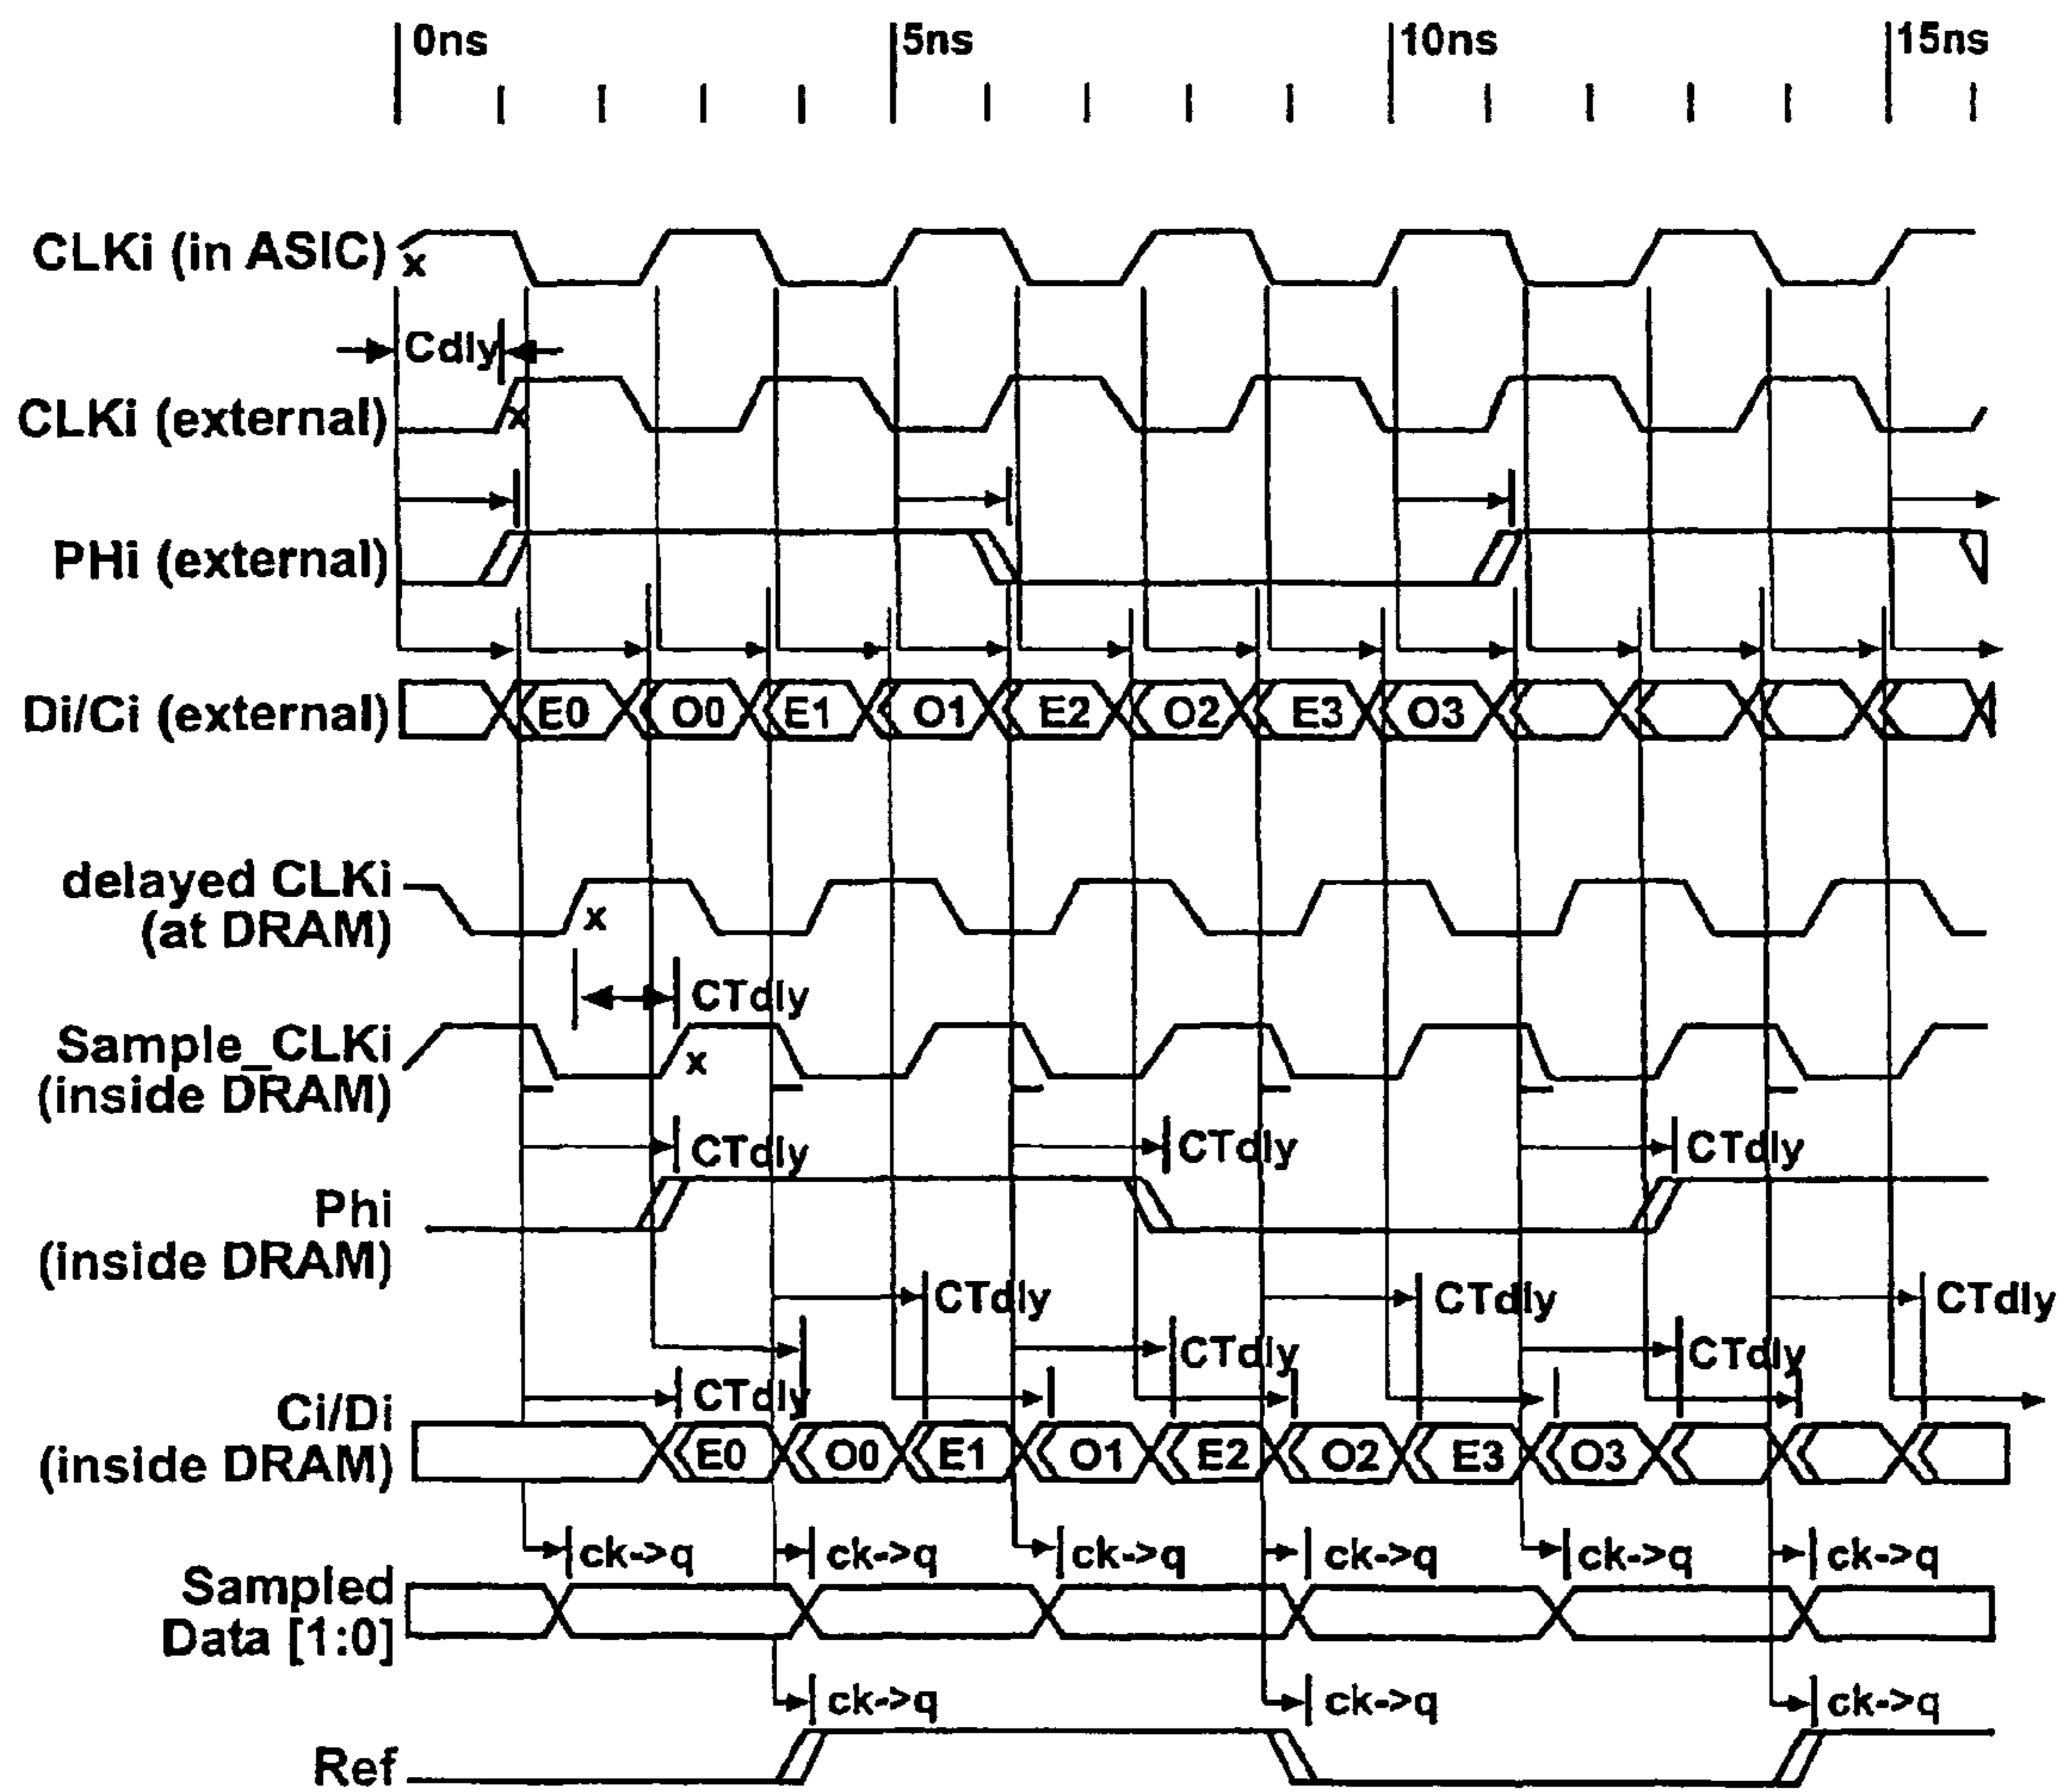 0ns 5ns 10ns 15ns
CLKi (in ASIC) x
Cdly
CLKi (external) x
PHi (external)
Di/Ci (external) E0 O0 E1 O1 E2 O2 E3 O3
delayed CLKi
(at DRAM) x
CTdly
Sample_CLKi
(inside DRAM) x
CTdly CTdly CTdly
Phi
(inside DRAM)
CTdly CTdly CTdly
CTdly CTdly
CTdly
Ci/Di
(inside DRAM) E0 O0 E1 O1 E2 O2 E3 O3
ck->q ck->q ck->q ck->q ck->q ck->q
Sampled
Data [1:0]
ck->q ck->q ck->q
Ref